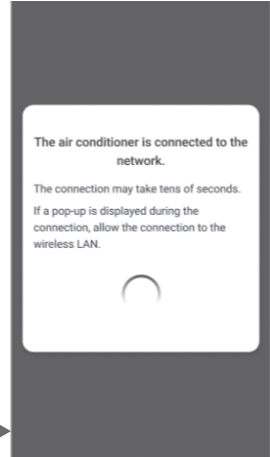 The air conditioner is connected to the
network.
The connection may take tens of seconds.
If a pop-up is displayed during the
connection, allow the connection to the
wireless LAN.